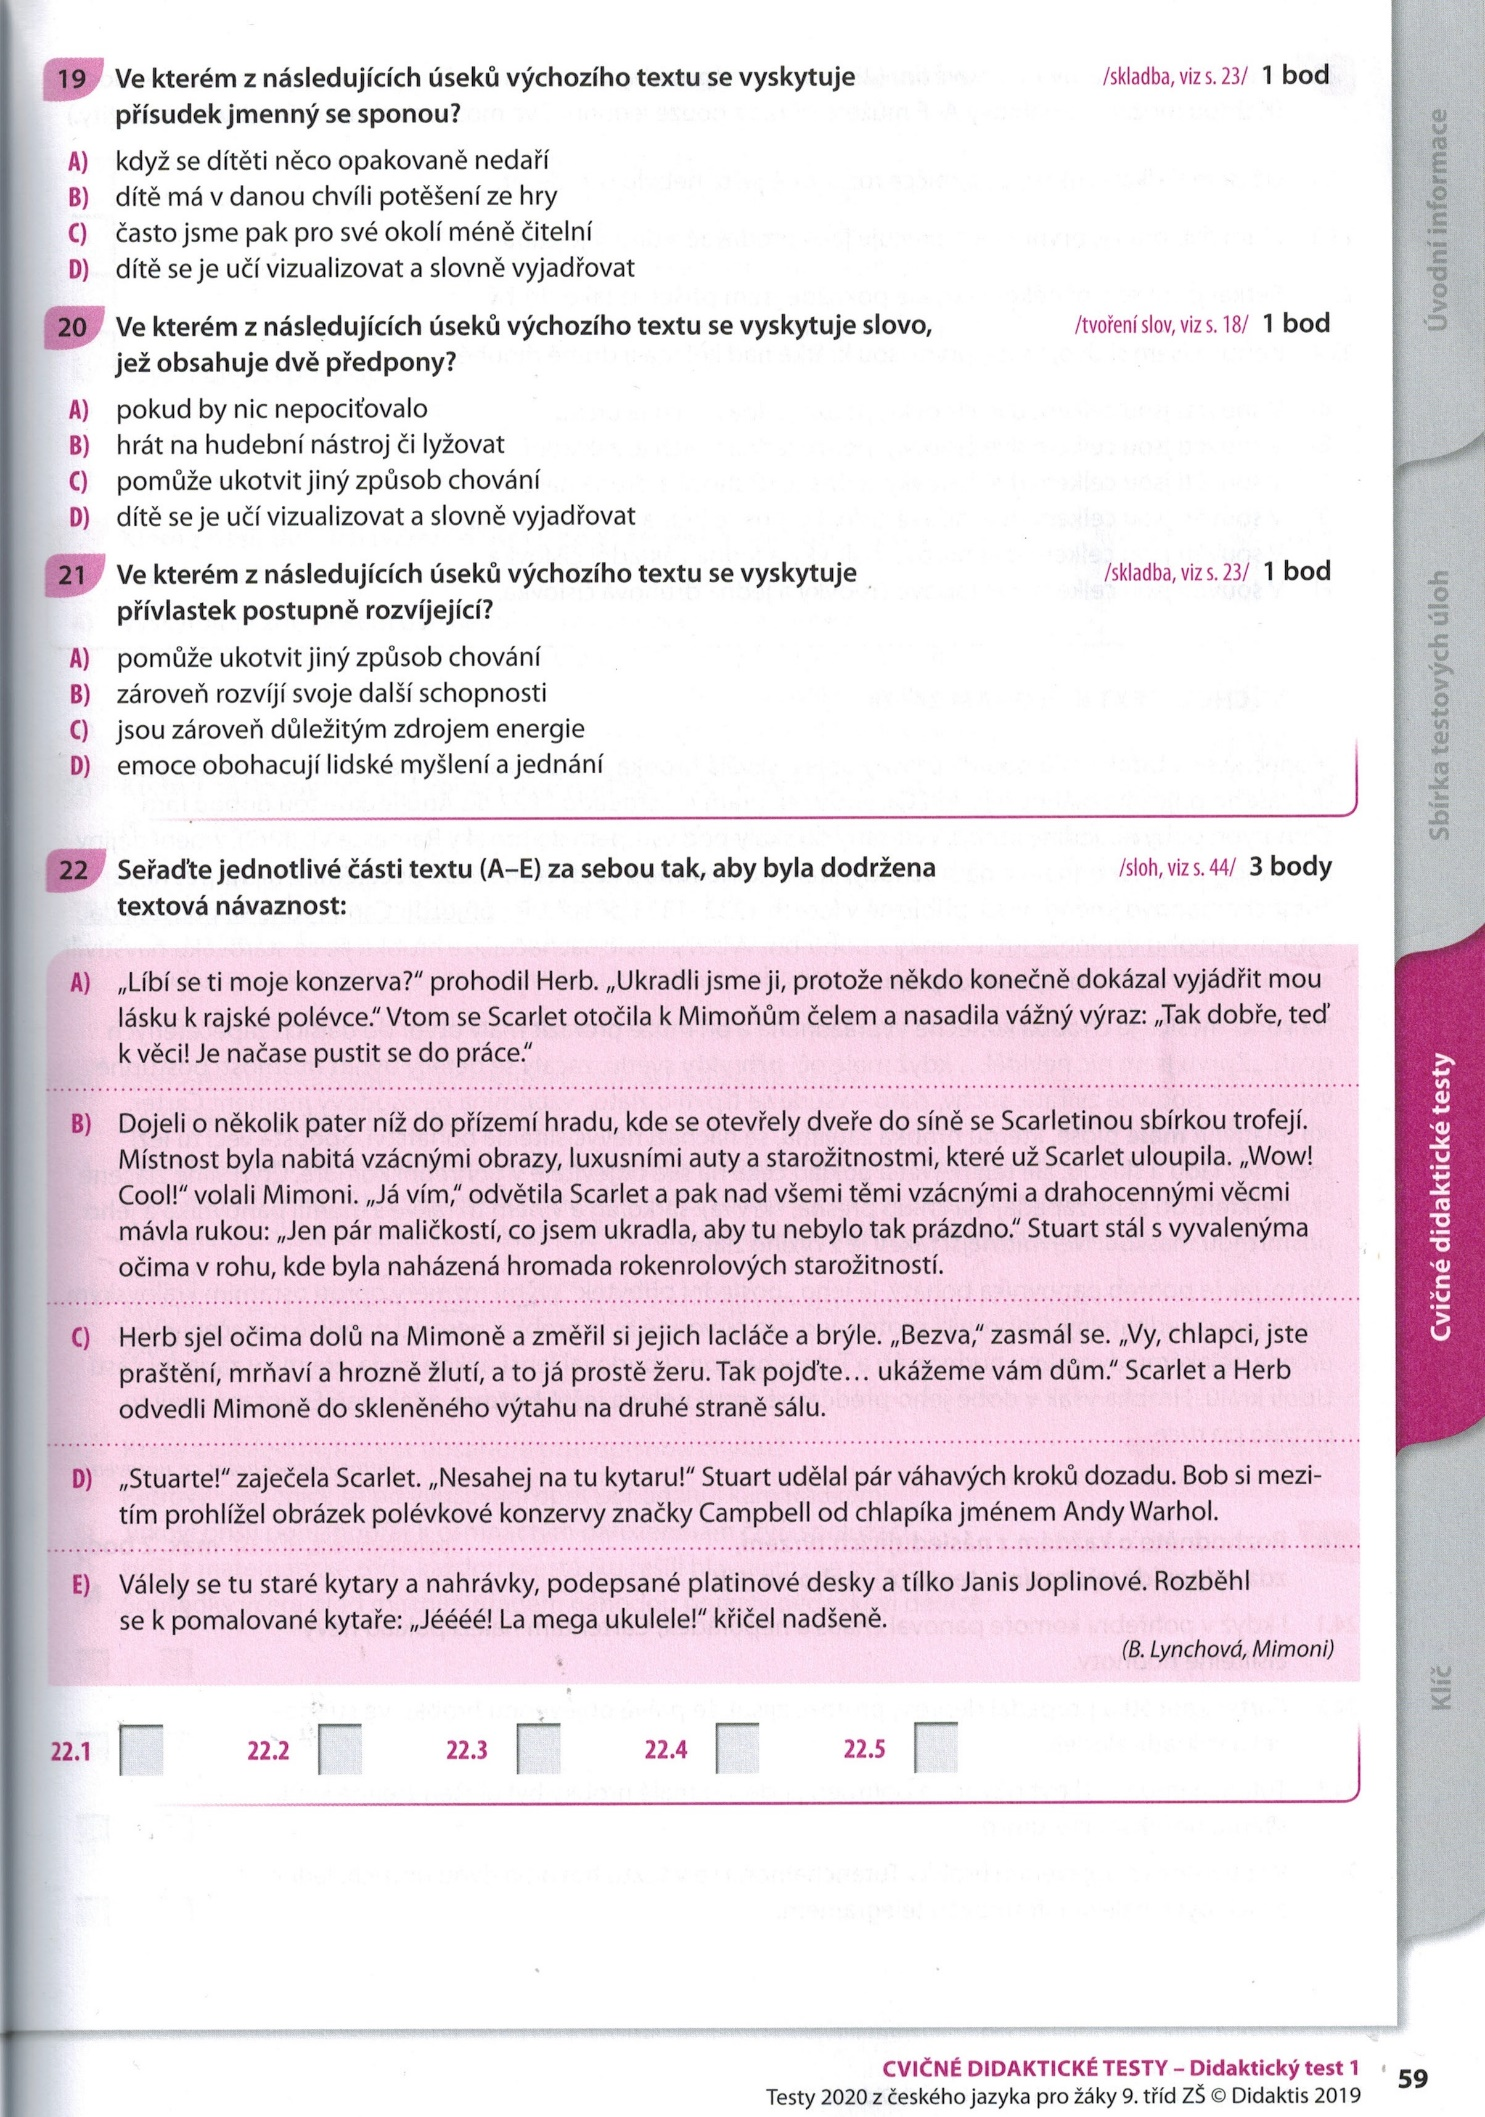 19 Ve kterém z následujících úseků výchozího textu se vyskytuje /skladba, viz s. 23/ 1 bod
přísudek jmenný se sponou?
A) když se dítěti něco opakovaně nedaří
B) dítě má v danou chvíli potěšení ze hry
C) často jsme pak pro své okolí méně čitelní
D) dítě se je učí vizualizovat a slovně vyjadřovat
20 Ve kterém z následujících úseků výchozího textu se vyskytuje slovo, /tvoření slov, viz s. 18/ 1 bod
jež obsahuje dvě předpony?
A) pokud by nic nepociťovalo
B) hrát na hudební nástroj či lyžovat
C) pomůže ukotvit jiný způsob chování
D) dítě se je učí vizualizovat a slovně vyjadřovat
21 Ve kterém z následujících úseků výchozího textu se vyskytuje /skladba, viz s. 23/ 1 bod
přívlastek postupně rozvíjející?
A) pomůže ukotvit jiný způsob chování
B) zároveň rozvíjí svoje další schopnosti
C) jsou zároveň důležitým zdrojem energie
D) emoce obohacují lidské myšlení a jednání
22 Seřaďte jednotlivé části textu (A–E) za sebou tak, aby byla dodržena /sloh, viz s. 44/ 3 body
textová návaznost:
A) „Líbí se ti moje konzerva?“ prohodil Herb. „Ukradli jsme ji, protože někdo konečně dokázal vyjádřit mou
lásku k rajské polévce.“ Vtom se Scarlet otočila k Mimoňům čelem a nasadila vážný výraz: „Tak dobře, teď
k věci! Je načase pustit se do práce.“
B) Dojeli o několik pater níž do přízemí hradu, kde se otevřely dveře do síně se Scarletinou sbírkou trofejí.
Místnost byla nabitá vzácnými obrazy, luxusními auty a starožitnostmi, které už Scarlet uloupila. „Wow!
Cool!“ volali Mimoni. „Já vím,“ odvětila Scarlet a pak nad všemi těmi vzácnými a drahocennými věcmi
mávla rukou: „Jen pár maličkostí, co jsem ukradla, aby tu nebylo tak prázdno.“ Stuart stál s vyvalenýma
očima v rohu, kde byla naházená hromada rokenrolových starožitností.
C) Herb sjel očima dolů na Mimoně a změřil si jejich lacláče a brýle. „Bezva,“ zasmál se. „Vy, chlapci, jste
praštění, mrňaví a hrozně žlutí, a to já prostě žeru. Tak pojďte… ukážeme vám dům.“ Scarlet a Herb
odvedli Mimoně do skleněného výtahu na druhé straně sálu.
D) „Stuarte!“ zaječela Scarlet. „Nesahej na tu kytaru!“ Stuart udělal pár váhavých kroků dozadu. Bob si mezi-
tím prohlížel obrázek polévkové konzervy značky Campbell od chlapíka jménem Andy Warhol.
E) Válely se tu staré kytary a nahrávky, podepsané platinové desky a tílko Janis Joplinové. Rozběhl
se k pomalované kytaře: „Jéééé! La mega ukulele!“ křičel nadšeně.
(B. Lynchová, Mimoni)
22.1 22.2 22.3 22.4 22.5
CVIČNÉ DIDAKTICKÉ TESTY – Didaktický test 1
Testy 2020 z českého jazyka pro žáky 9. tříd ZŠ © Didaktis 2019
59
Úvodní informace
Sbírka testových úloh
Cvičné didaktické testy
Klíč